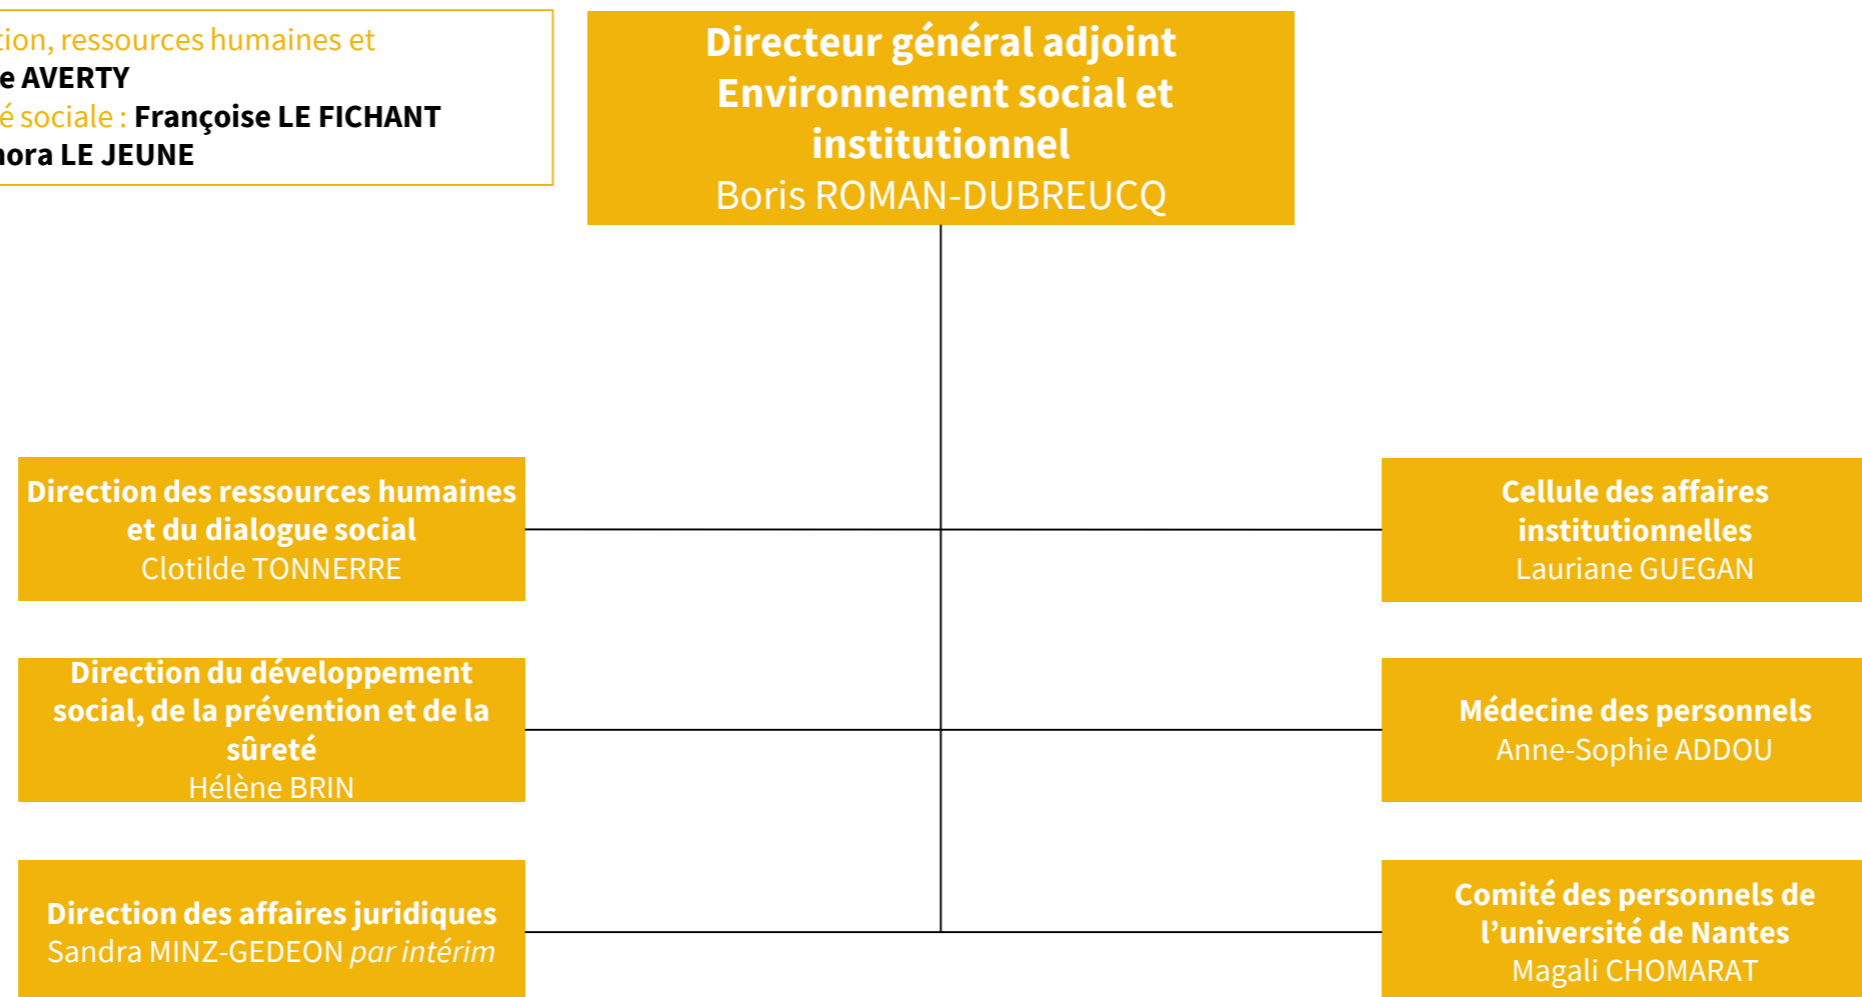 ressources humaines et
AVERTY
sociale : Françoise LE FICHANT
LE JEUNE
Directeur général adjoint
Environnement social et
institutionnel
Boris ROMAN-DUBREUCQ
Direction des ressources humaines
et du dialogue social
Clotilde TONNERRE
Cellule des affaires
institutionnelles
Lauriane GUEGAN
Direction du développement
social, de la prévention et de la
sûreté
Hélène BRIN
Médecine des personnels
Anne-Sophie ADDOU
Direction des affaires juridiques
Sandra MINZ-GEDEON par intérim
Comité des personnels de
l’université de Nantes
Magali CHOMARAT